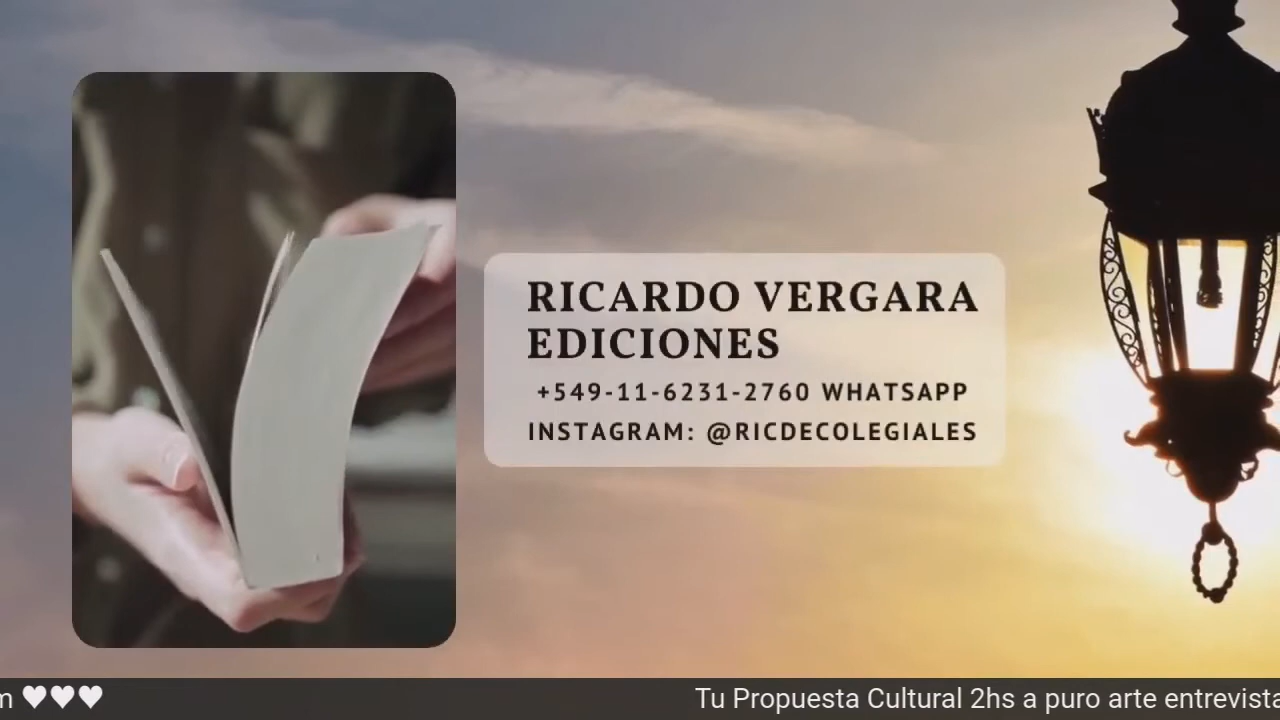 RICARDO VERGARA
EDICIONES
+549-11-6231-2760 WHATSAPP
INSTAGRAM: @RICDECOLEGIALES
♥♥♥ Tu Propuesta Cultural 2hs a puro arte entrevista